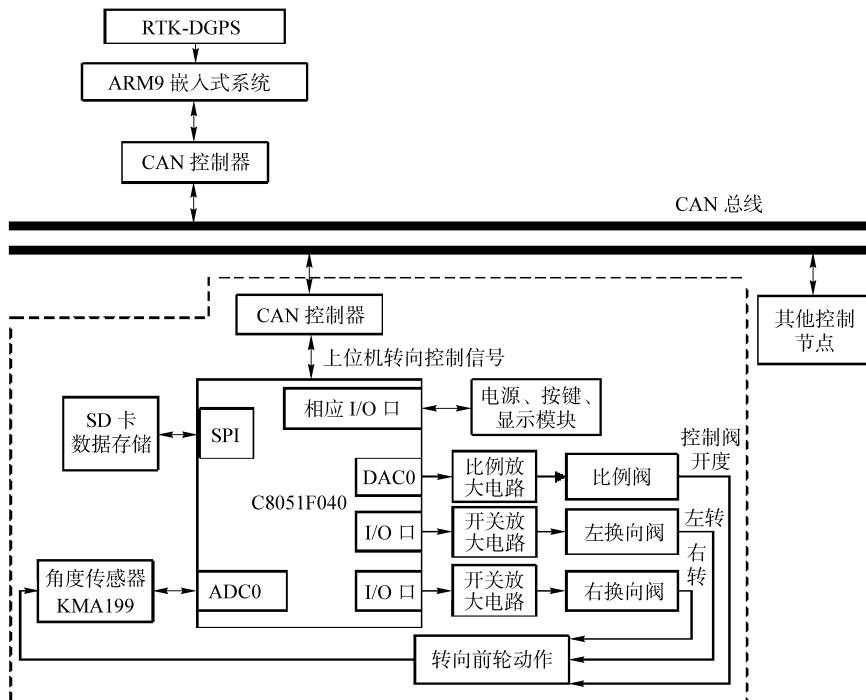 RTK-DGPS
ARM9 嵌入式系统
CAN 控制器
CAN 总线
CAN 控制器
其他控制
节点
上位机转向控制信号
相应 I/O 口
电源、按键、
显示模块
SD 卡
数据存储
SPI
控制阀
开度
DAC0
比例放
大电路
比例阀
C8051F040
I/O 口
开关放
大电路
左换向阀
左转
右
转
角度传感器
KMA199
ADC0
I/O 口
开关放
大电路
右换向阀
转向前轮动作